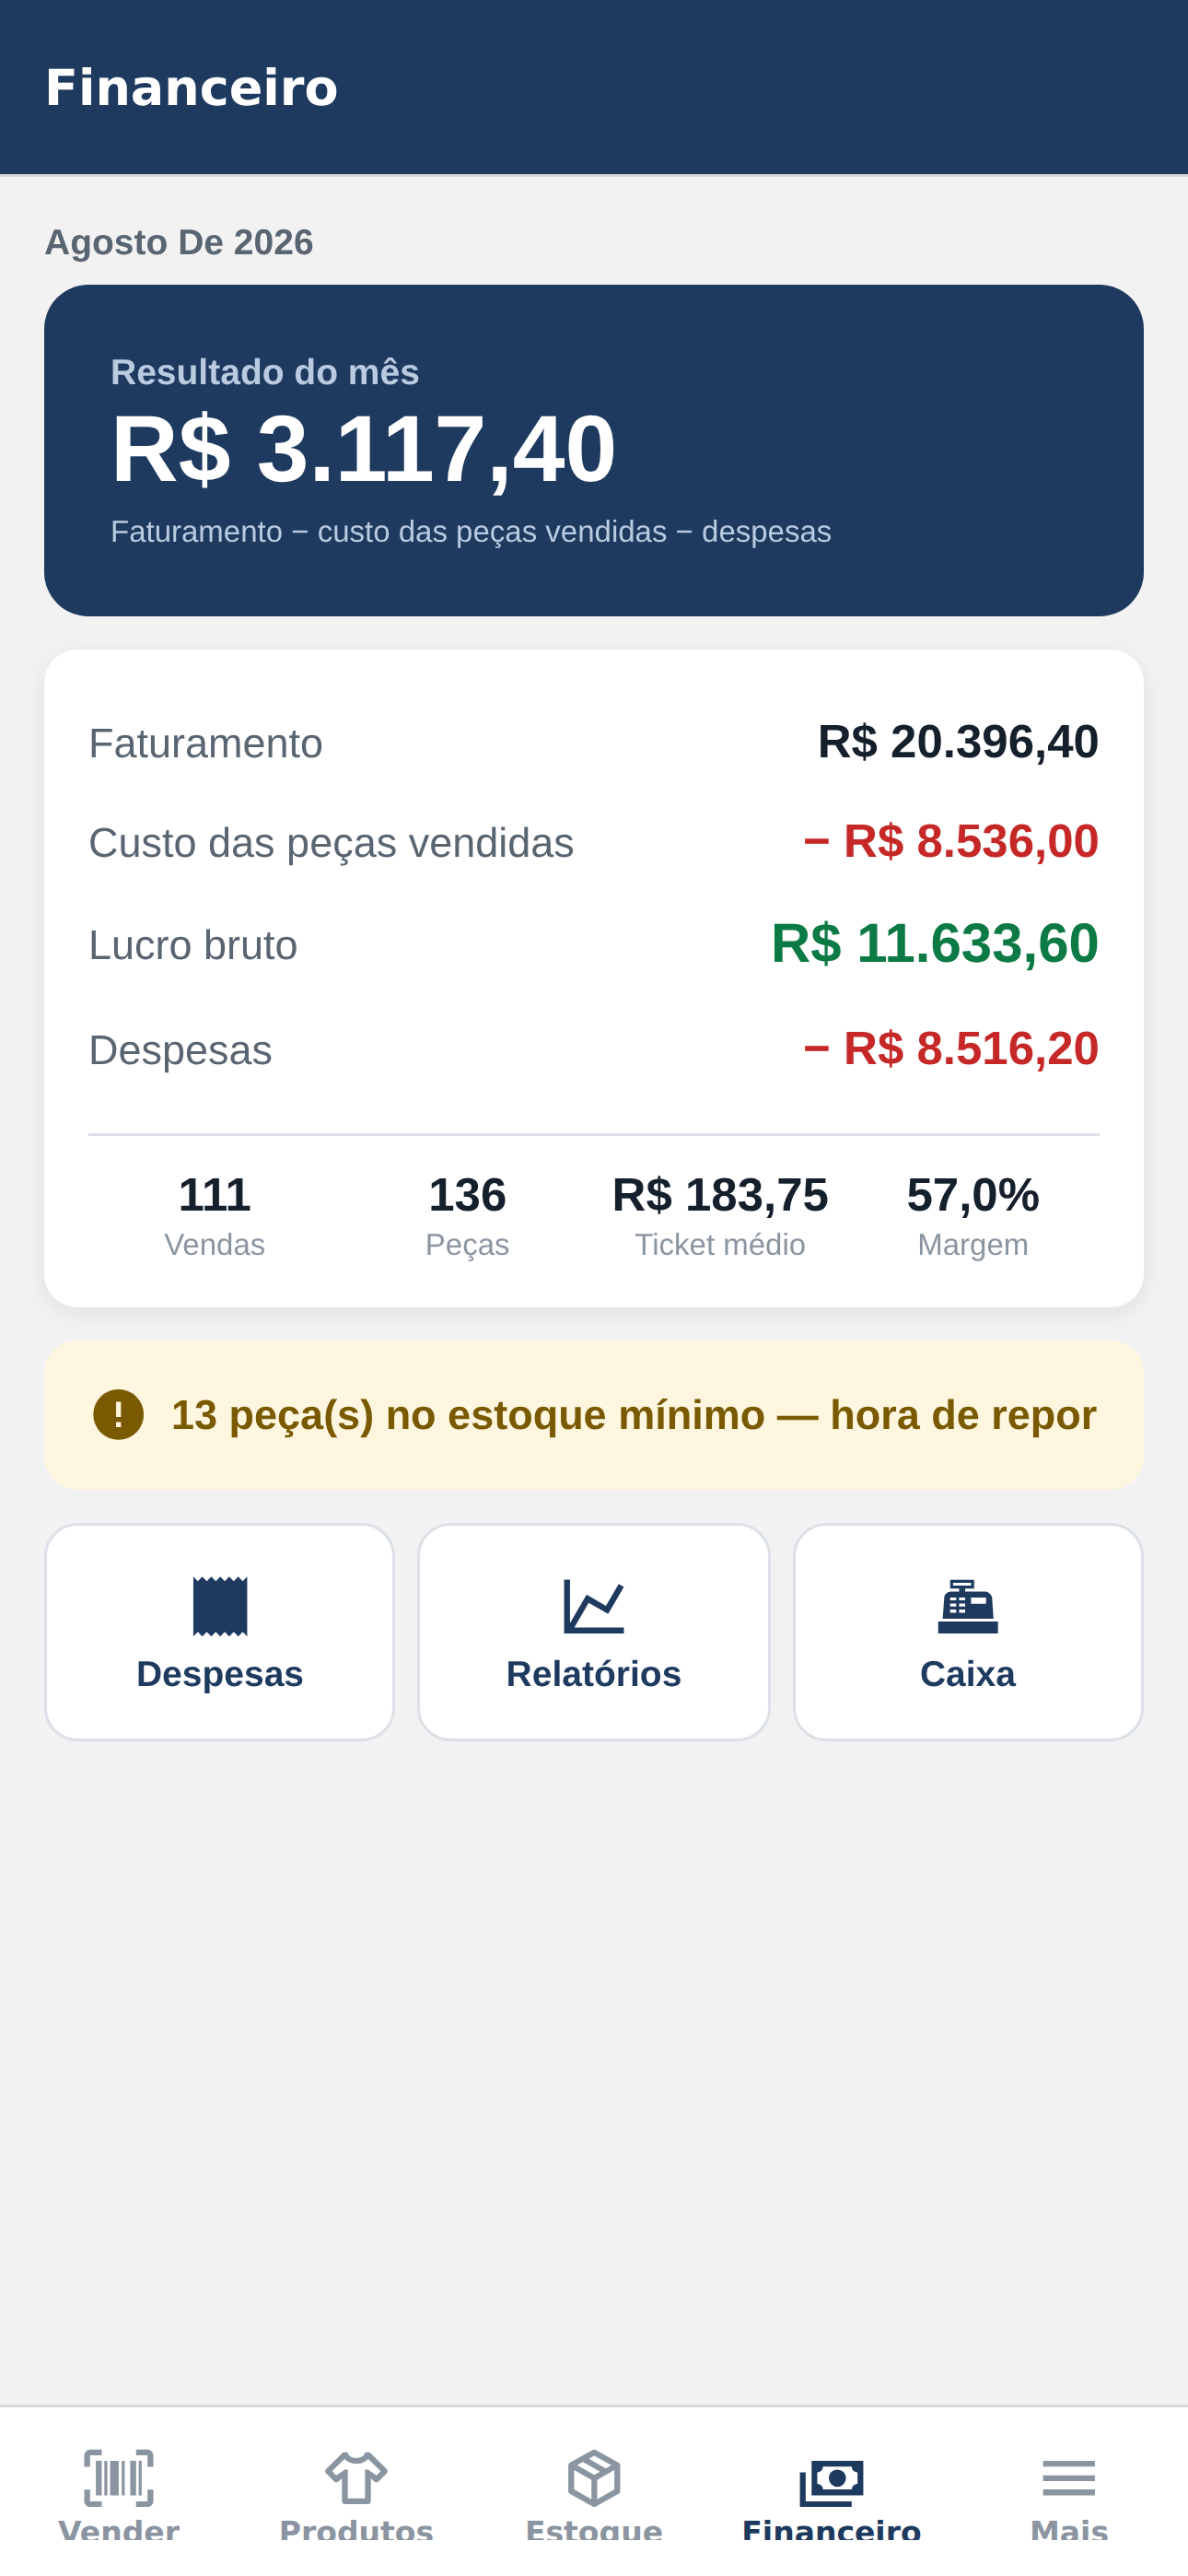 Financeiro
Agosto De 2026
Resultado do mês
R$ 3.117,40
Faturamento − custo das peças vendidas − despesas
Faturamento R$ 20.396,40
Custo das peças vendidas − R$ 8.536,00
Lucro bruto R$ 11.633,60
Despesas − R$ 8.516,20
111 136 R$ 183,75 57,0%
Vendas Peças Ticket médio Margem
13 peça(s) no estoque mínimo — hora de repor
Despesas Relatórios Caixa
Vender Produtos Estoque Financeiro Mais